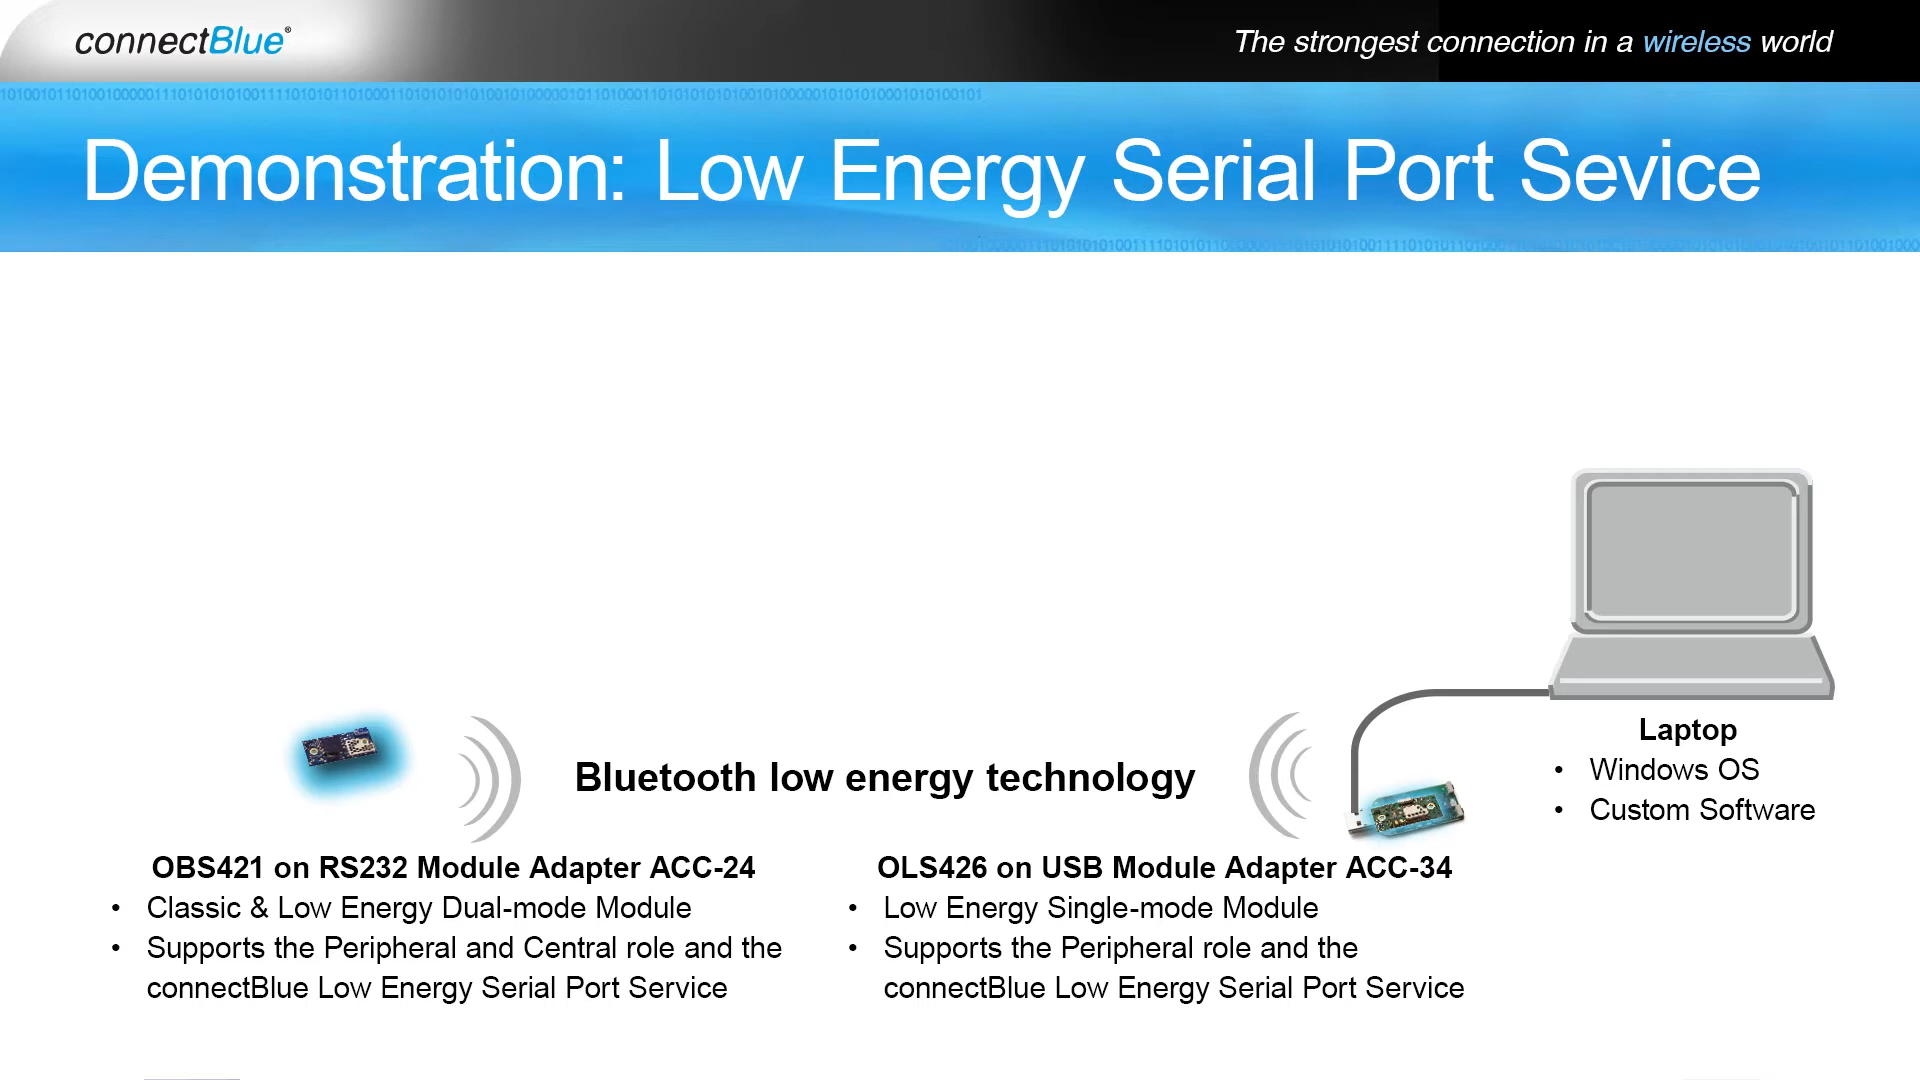 connectBlue®
The strongest connection in a wireless world
Demonstration: Low Energy Serial Port Sevice
Bluetooth low energy technology
Laptop
• Windows OS
• Custom Software
OBS421 on RS232 Module Adapter ACC-24
• Classic & Low Energy Dual-mode Module
• Supports the Peripheral and Central role and the
connectBlue Low Energy Serial Port Service
OLS426 on USB Module Adapter ACC-34
• Low Energy Single-mode Module
• Supports the Peripheral role and the
connectBlue Low Energy Serial Port Service